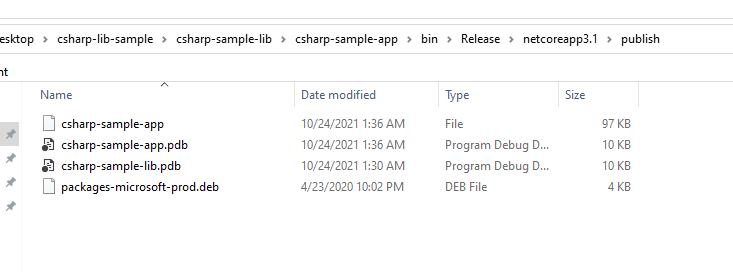 esktop › csharp-lib-sample › csharp-sample-lib › csharp-sample-app › bin › Release › netcoreapp3.1 › publish
nt
Name Date modified Type Size
csharp-sample-app 10/24/2021 1:36 AM File 97 KB
csharp-sample-app.pdb 10/24/2021 1:36 AM Program Debug D... 10 KB
csharp-sample-lib.pdb 10/24/2021 1:30 AM Program Debug D... 10 KB
packages-microsoft-prod.deb 4/23/2020 10:02 PM DEB File 4 KB